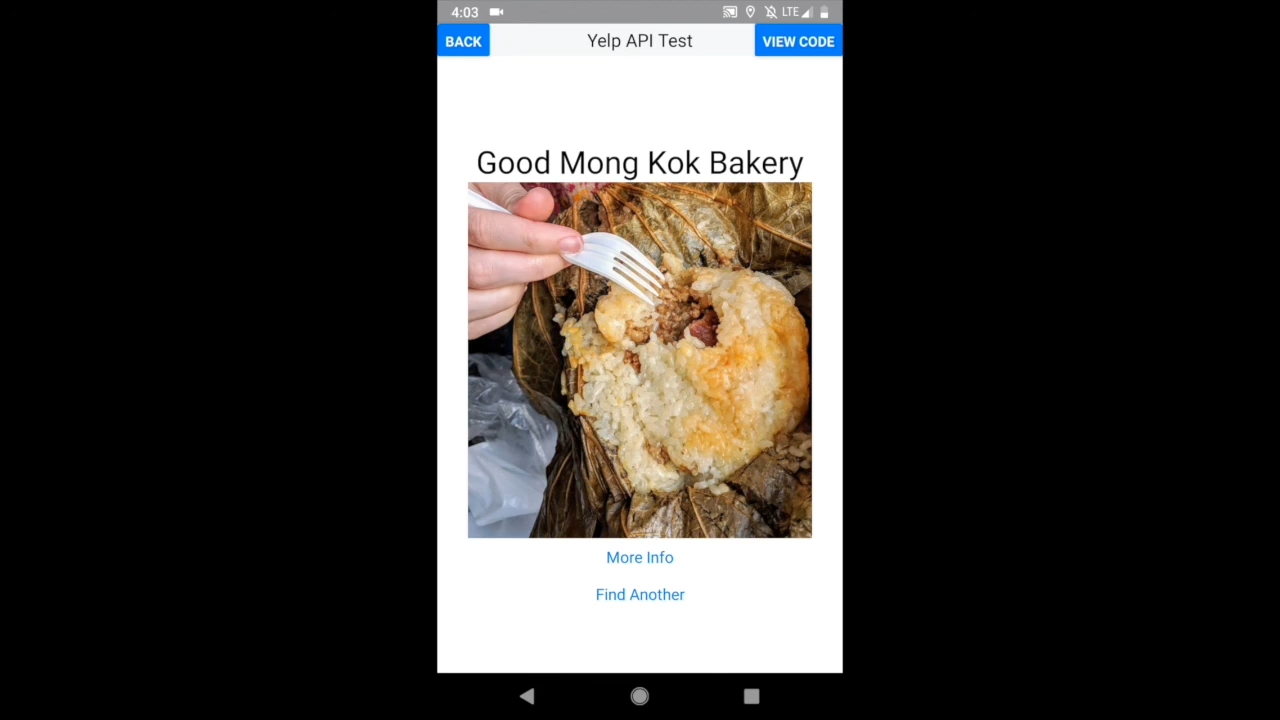 4:03 LTE
BACK Yelp API Test VIEW CODE
Good Mong Kok Bakery
More Info
Find Another